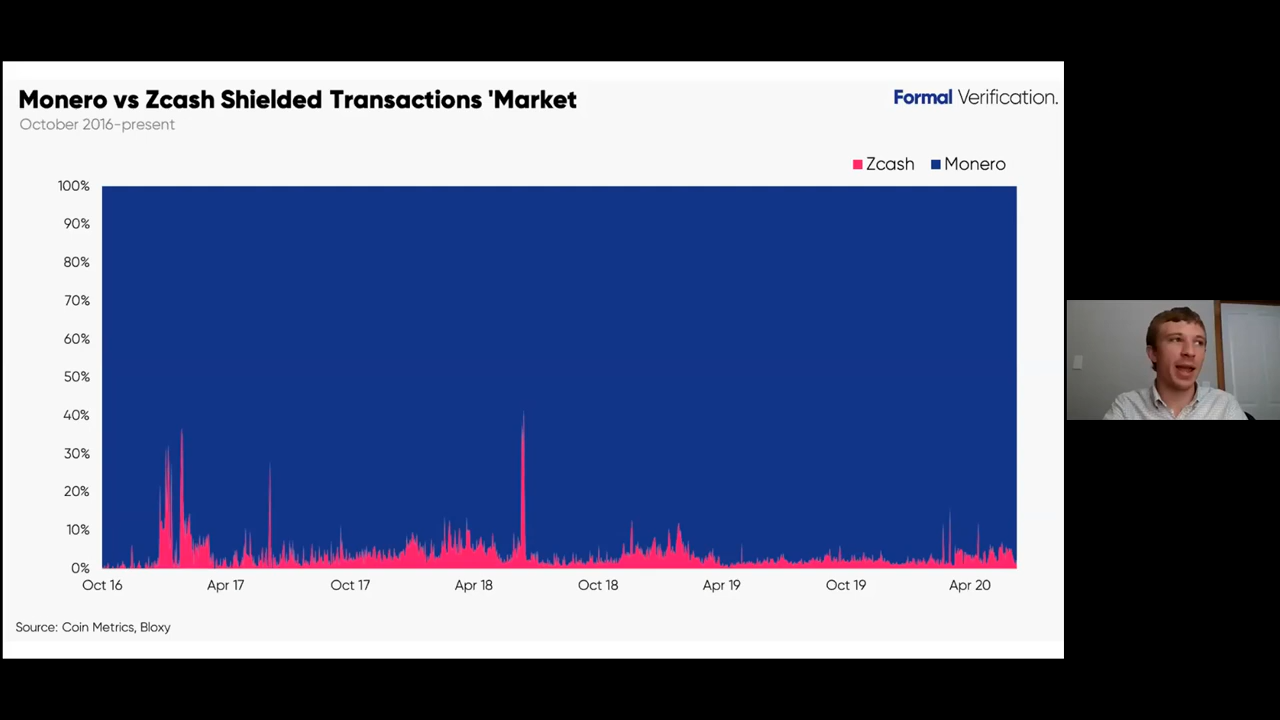 Monero vs Zcash Shielded Transactions 'Market
Formal Verification.
October 2016-present
Zcash Monero
100%
90%
80%
70%
60%
50%
40%
30%
20%
10%
0%
Oct 16 Apr 17 Oct 17 Apr 18 Oct 18 Apr 19 Oct 19 Apr 20
Source: Coin Metrics, Bloxy